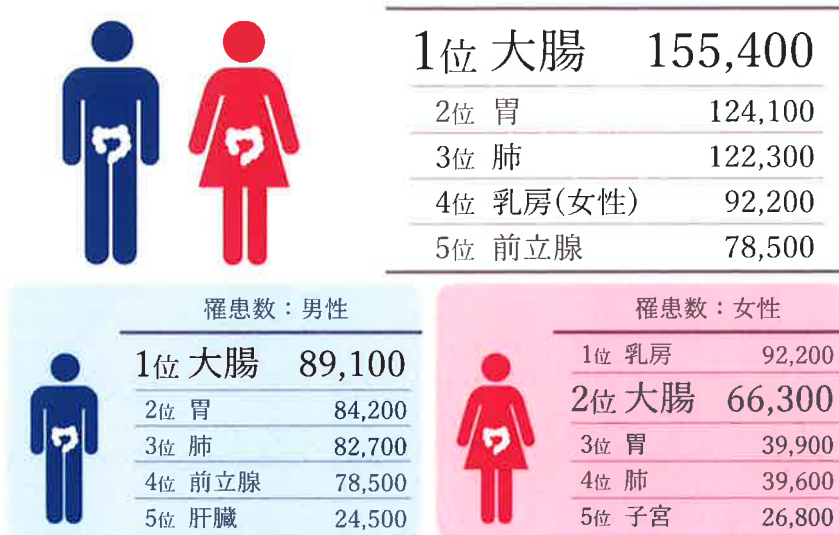 1位 大腸 155,400
2位 胃 124,100
3位 肺 122,300
4位 乳房(女性) 92,200
5位 前立腺 78,500
罹患数：男性
1位 大腸 89,100
2位 胃 84,200
3位 肺 82,700
4位 前立腺 78,500
5位 肝臓 24,500
罹患数：女性
1位 乳房 92,200
2位 大腸 66,300
3位 胃 39,900
4位 肺 39,600
5位 子宮 26,800